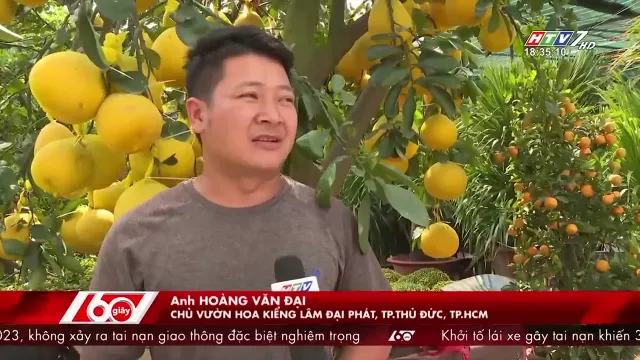 HTV7 HD
18:35:10
HTV
60 giây
Anh HOÀNG VĂN ĐẠI
CHỦ VƯỜN HOA KIỂNG LÂM ĐẠI PHÁT, TP.THỦ ĐỨC, TP.HCM
023, không xảy ra tai nạn giao thông đặc biệt nghiêm trọng Khởi tố lái xe gây tai nạn khiến 3